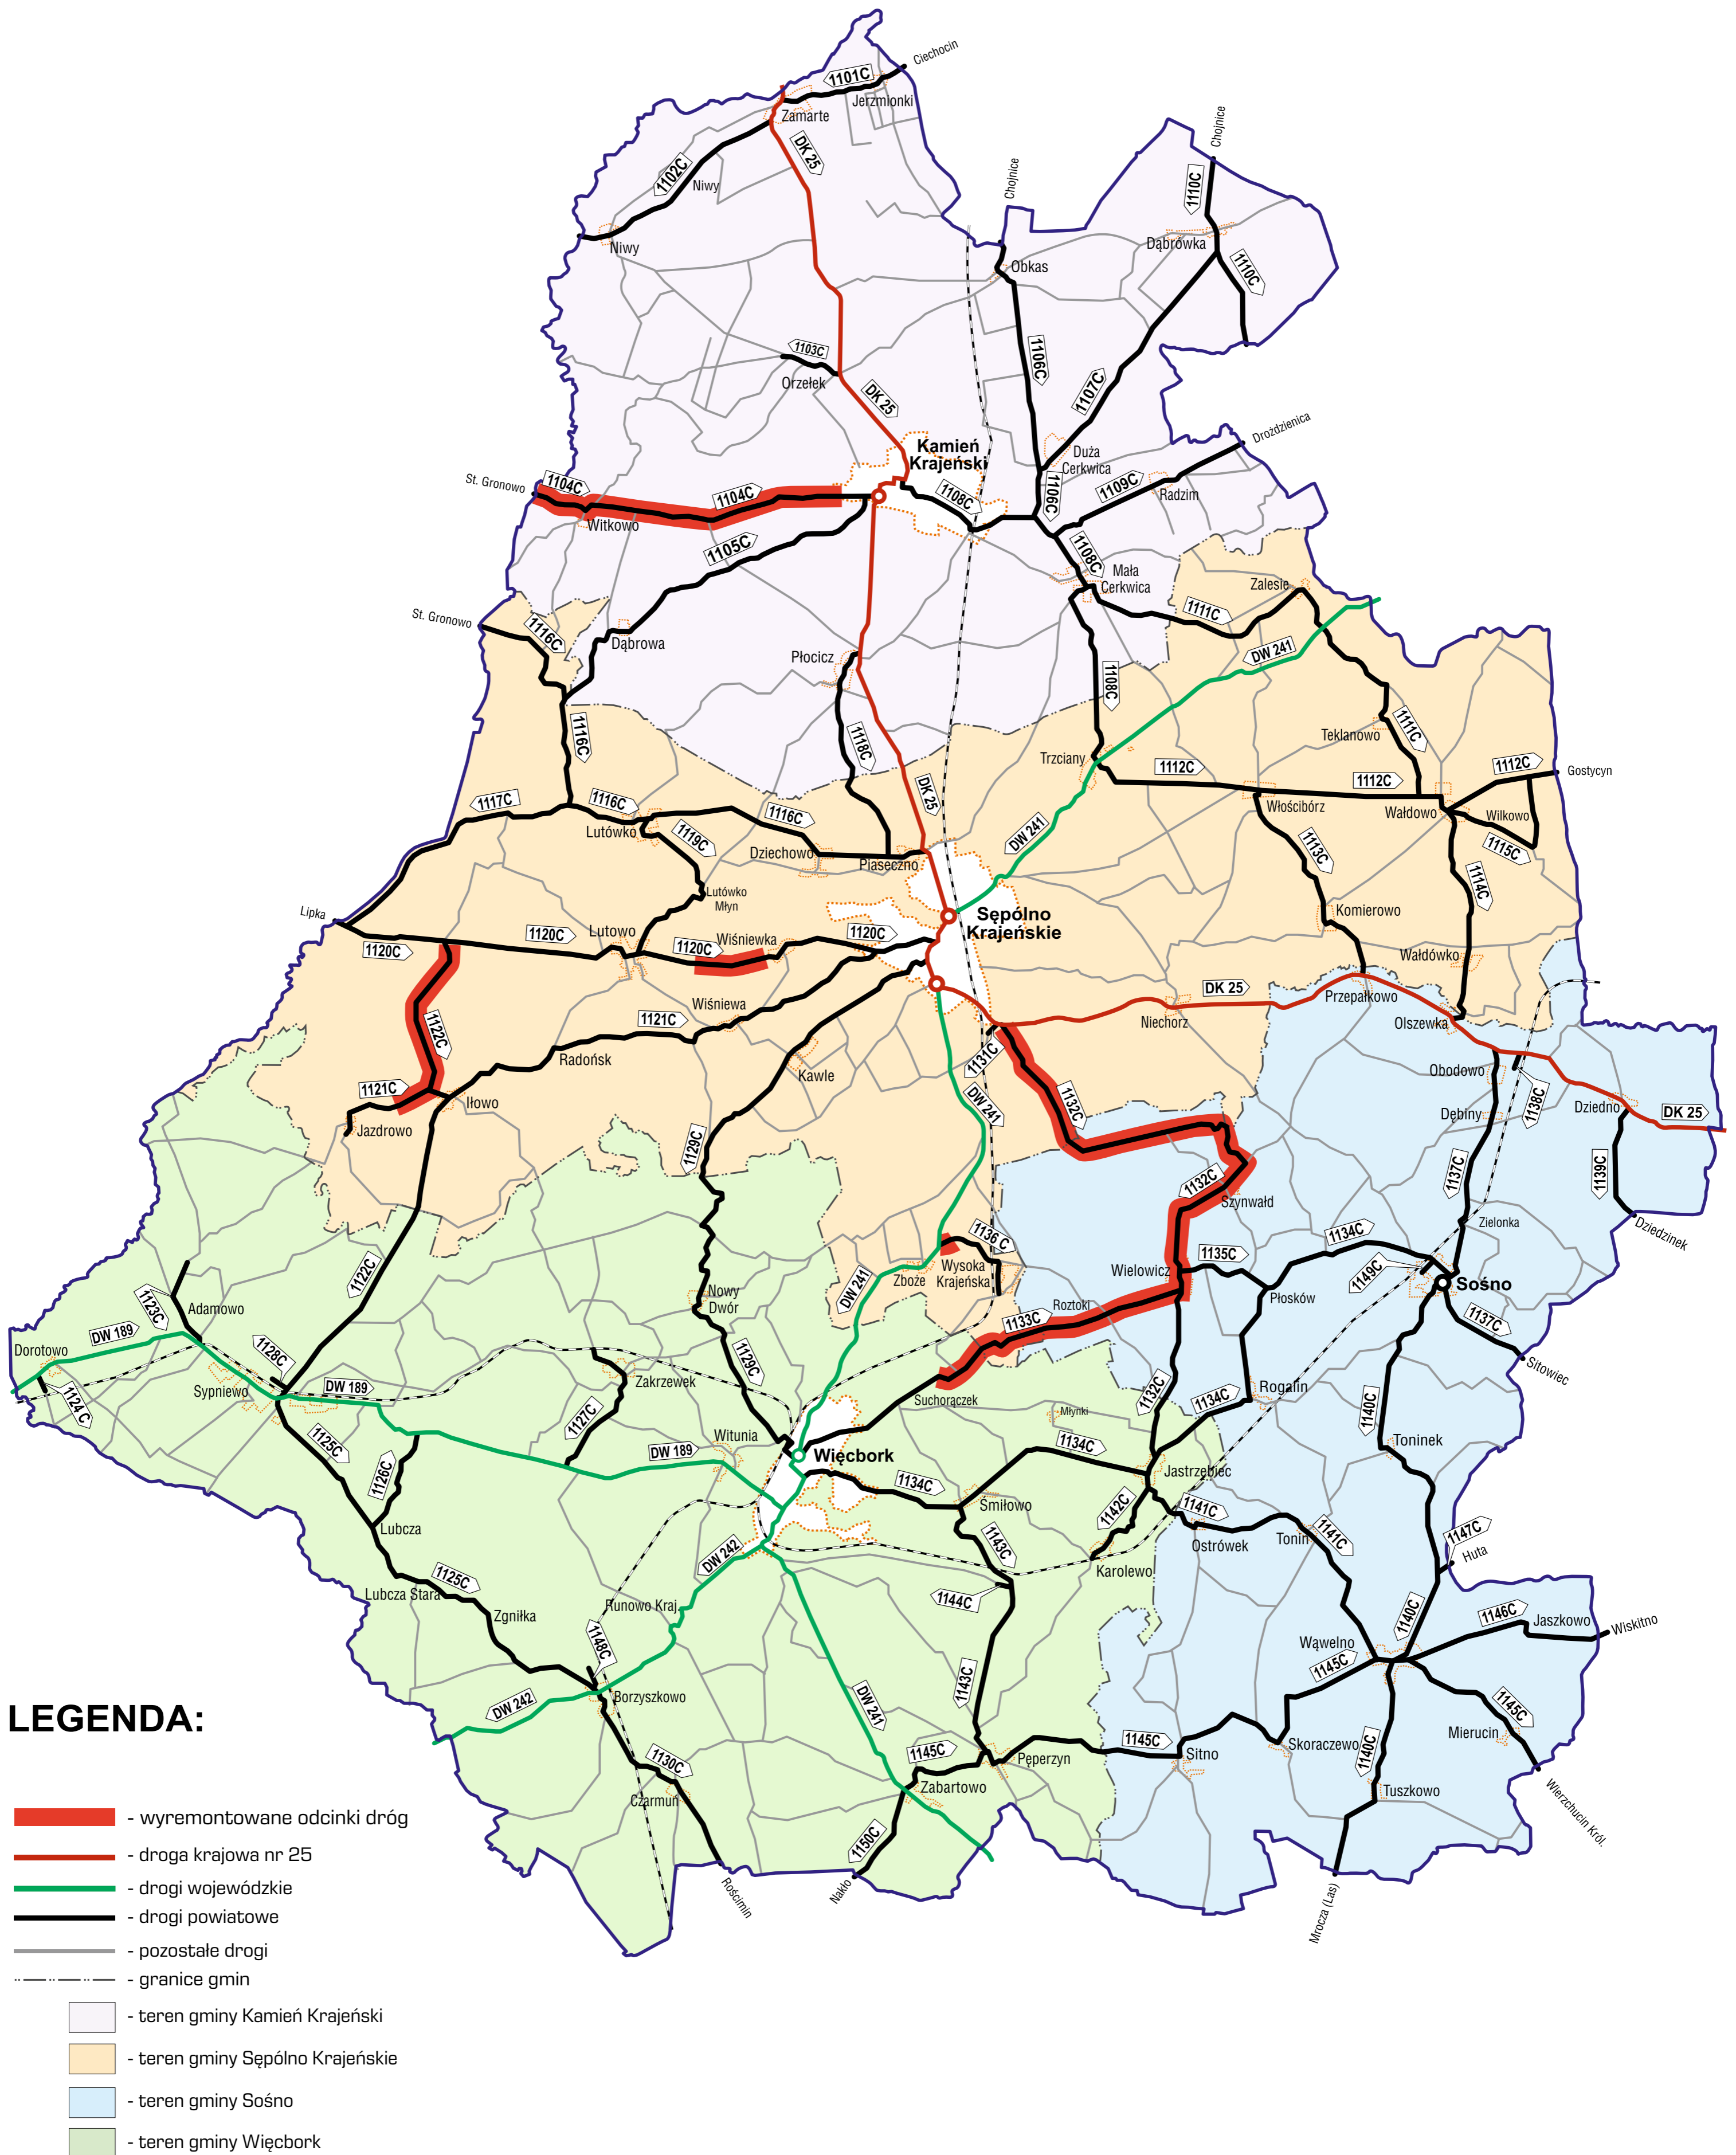 Ciechocin
1101C
Jerzmionki
Zamarte
DK 25
1102C
Niwy
Niwy
Chojnice
Chojnice
1110C
Dąbrówka
1110C
Obkas
1103C
Orzełek
1106C
1107C
DK 25
Kamień
Krajeński
Duża
Cerkwica
Drożdzienica
1106C
1109C
Radzim
St. Gronowo
1104C
1104C
Witkowo
1108C
1105C
1108C
Mała
Cerkwica
Zalesie
1111C
St. Gronowo
1116C
Dąbrowa
Płocicz
DW 241
1108C
1116C
1118C
Teklanowo
1111C
Trzciany
1112C
1112C
1112C
Gostycyn
DK 25
1117C
1116C
1116C
Lutówko
1119C
Dziechowo
Piaseczno
DW 241
Włościbórz
Wałdowo
Wilkowo
1115C
1113C
1114C
Lutówko
Młyn
Lipka
Sępólno
Krajeńskie
Komierowo
1120C
1120C
Lutowo
1120C
Wiśniewka
1120C
Wałdówko
Wiśniewa
DK 25
Przepałkowo
Niechorz
Olszewka
1122C
1121C
Radońsk
1131C
Kawle
Obodowo
1121C
Iłowo
DW 241
1132C
Dębiny
1138C
Dziedno
DK 25
Jazdrowo
1129C
1137C
1139C
1132C
Szynwałd
Dziedzinek
1136 C
Zielonka
1134C
1122C
Wysoka
Krajeńska
Zboże
Wielowicz
1135C
1149C
Sośno
1123C
Adamowo
Nowy
Dwór
DW 241
Roztoki
Płosków
1133C
1137C
DW 189
Dorotowo
1128C
1129C
Sitowiec
1124 C
Sypniewo
DW 189
Zakrzewek
Suchorączek
1132C
1134C
Rogalin
Młynki
1127C
1140C
1125C
Witunia
DW 189
Więcbork
1134C
Toninek
1126C
1134C
Jastrzębiec
Śmiłowo
1142C
1141C
Lubcza
1143C
Ostrówek
Tonin
1141C
1147C
Huta
DW 242
Karolewo
1125C
Lubcza Stara
1144C
Runowo Kraj.
Zgniłka
1140C
1146C
Jaszkowo
Wiskitno
1148C
Wąwelno
1145C
1143C
Borzyszkowo
DW 242
DW 241
1145C
Mierucin
1130C
1145C
Pęperzyn
1145C
Sitno
Skoraczewo
1140C
Zabartowo
Tuszkowo
Czarmuń
Wierzchucin Król.
1150C
Nakło
Rościmin
Mrocza (Las)
1121C
LEGENDA:
- wyremontowane odcinki dróg
- droga krajowa nr 25
- drogi wojewódzkie
- drogi powiatowe
- pozostałe drogi
- granice gmin
- teren gminy Kamień Krajeński
- teren gminy Sępólno Krajeńskie
- teren gminy Sośno
- teren gminy Więcbork